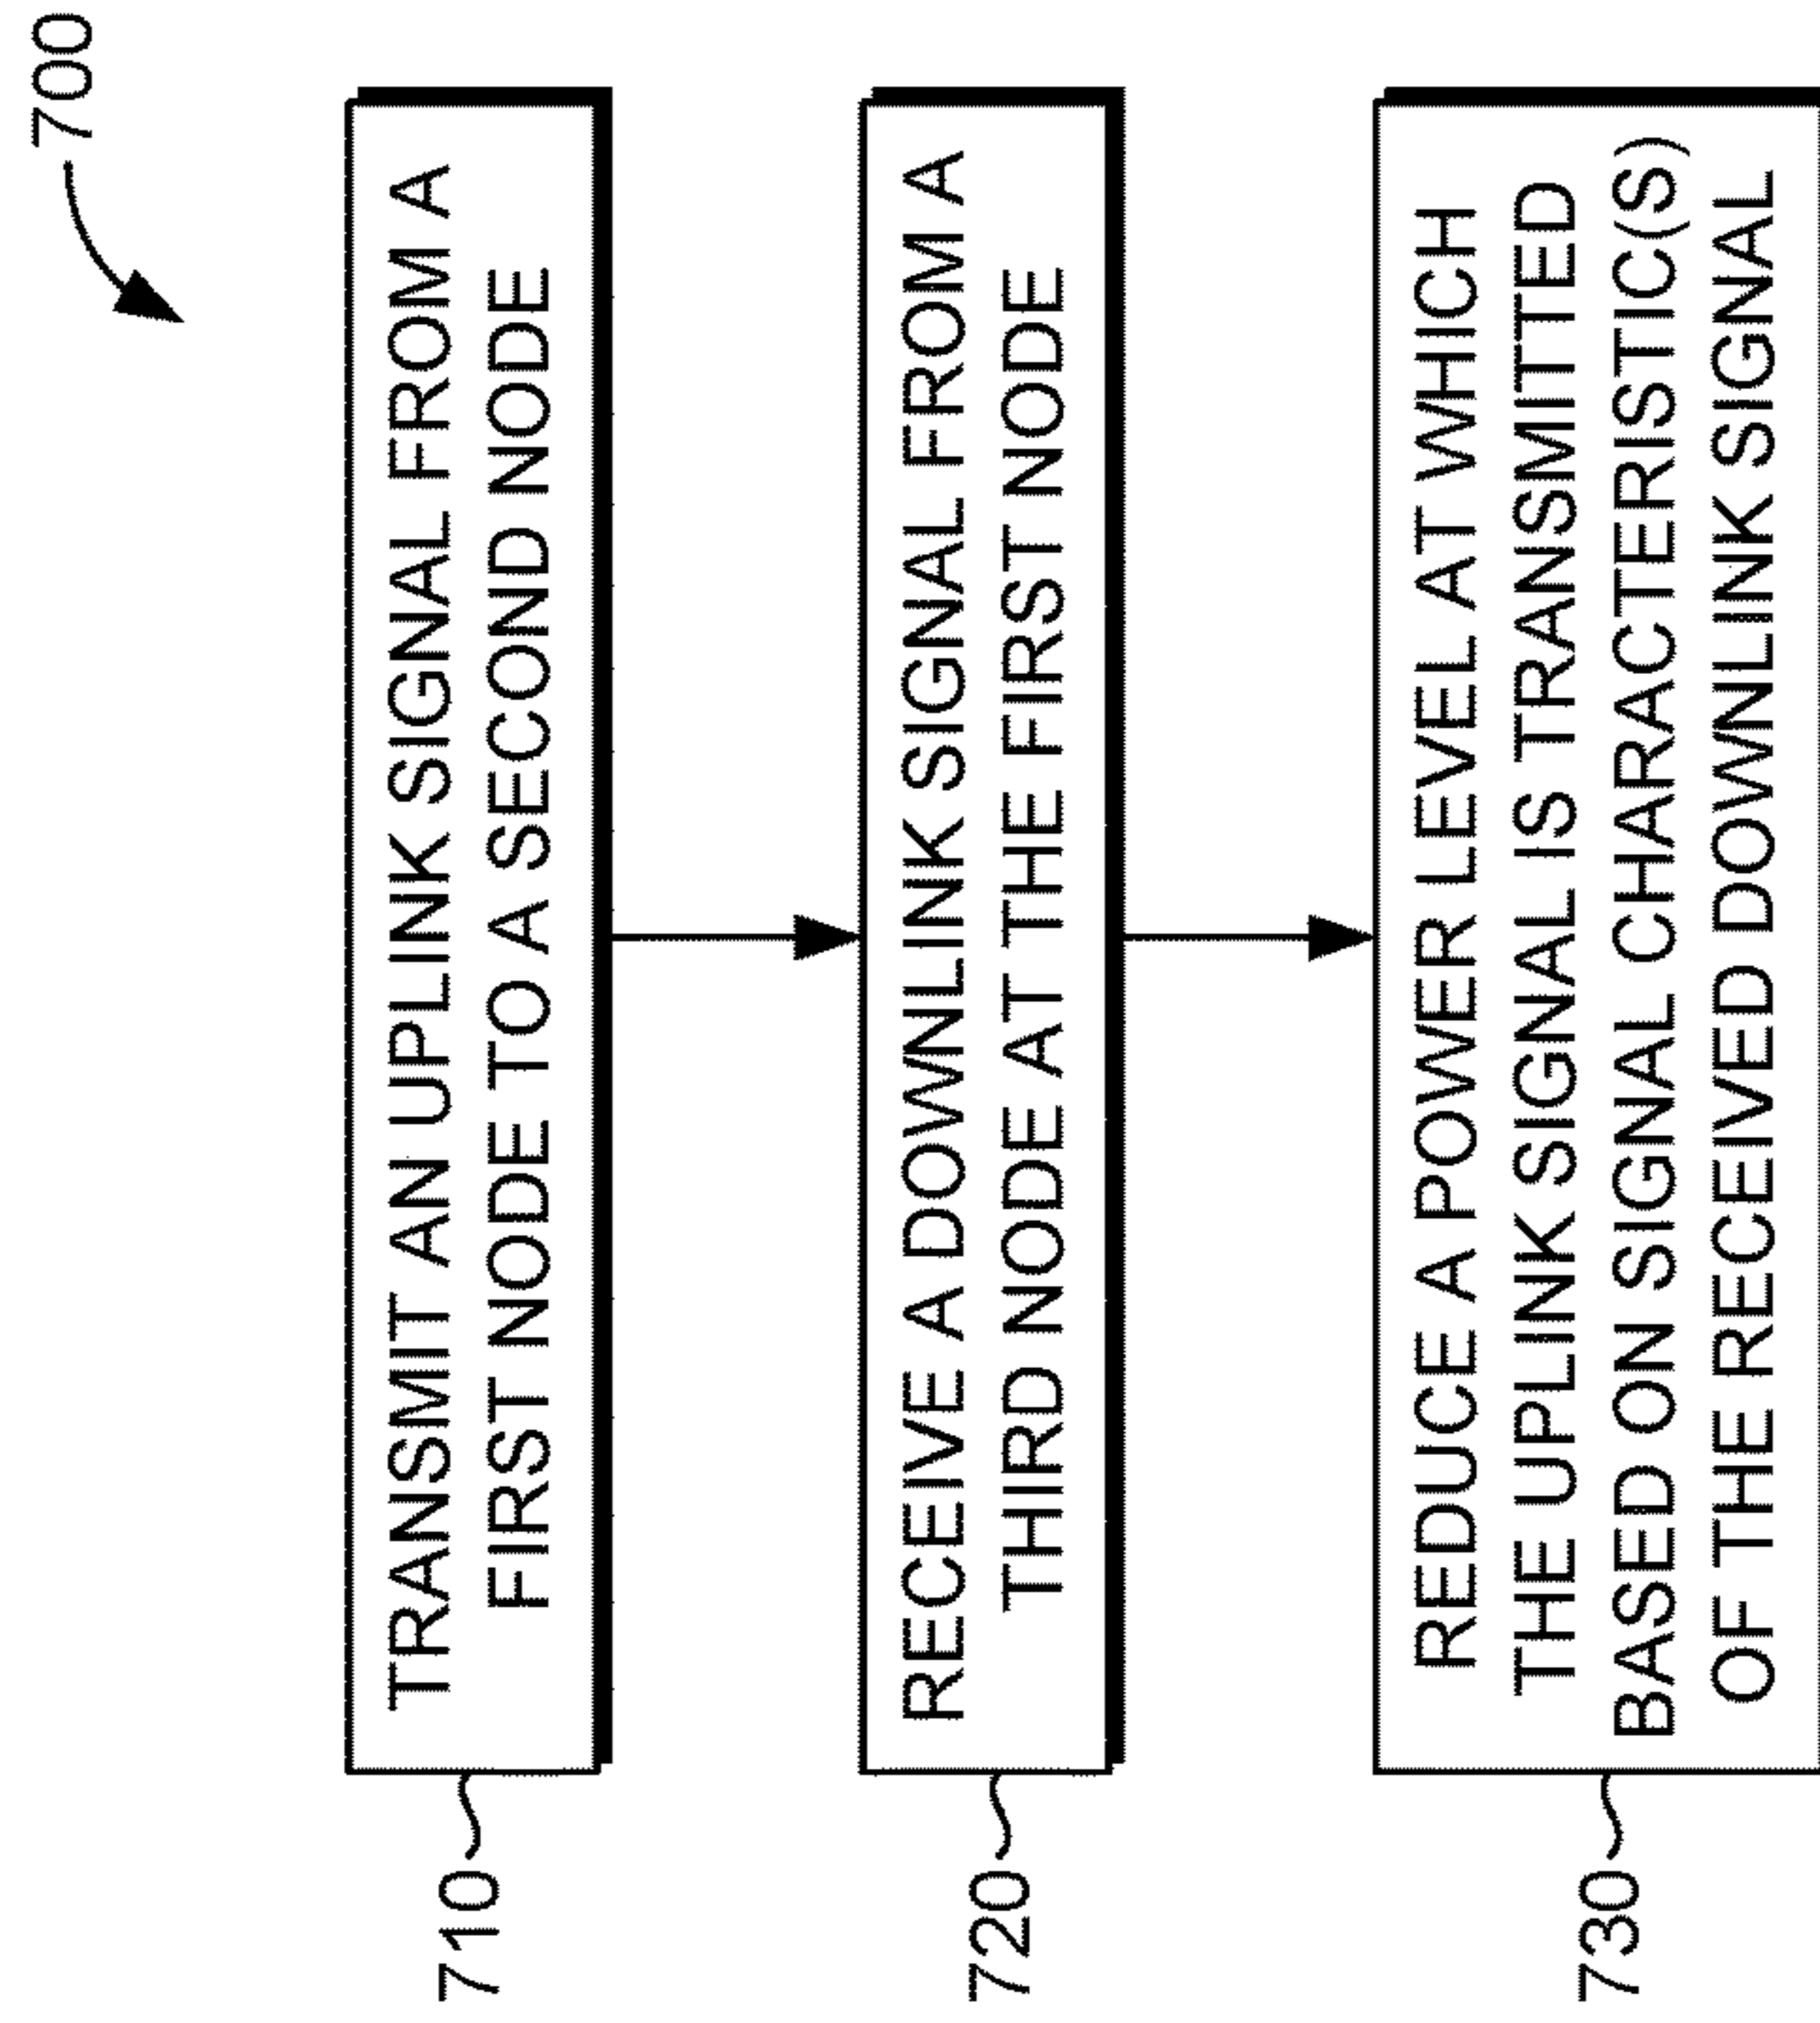 700
710
TRANSMIT AN UPLINK SIGNAL FROM A
FIRST NODE TO A SECOND NODE
720
RECEIVE A DOWNLINK SIGNAL FROM A
THIRD NODE AT THE FIRST NODE
730
REDUCE A POWER LEVEL AT WHICH
THE UPLINK SIGNAL IS TRANSMITTED
BASED ON SIGNAL CHARACTERISTIC(S)
OF THE RECEIVED DOWNLINK SIGNAL